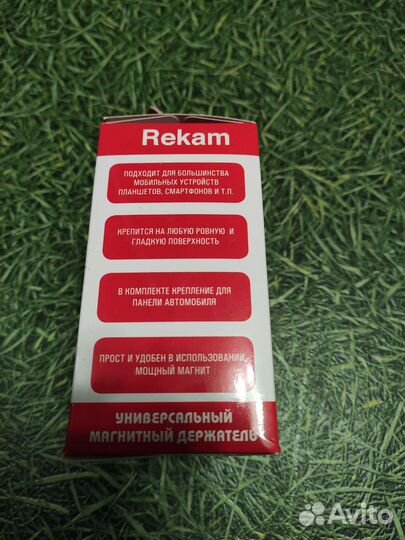 Rekam
ПОДХОДИТ ДЛЯ БОЛЬШИНСТВА
МОБИЛЬНЫХ УСТРОЙСТВ
ПЛАНШЕТОВ, СМАРТФОНОВ И Т.П.
КРЕПИТСЯ НА ЛЮБУЮ РОВНУЮ И
ГЛАДКУЮ ПОВЕРХНОСТЬ
В КОМПЛЕКТЕ КРЕПЛЕНИЕ ДЛЯ
ПАНЕЛИ АВТОМОБИЛЯ
ПРОСТ И УДОБЕН В ИСПОЛЬЗОВАНИИ,
МОЩНЫЙ МАГНИТ
УНИВЕРСАЛЬНЫЙ
МАГНИТНЫЙ ДЕРЖАТЕЛЬ
Avito